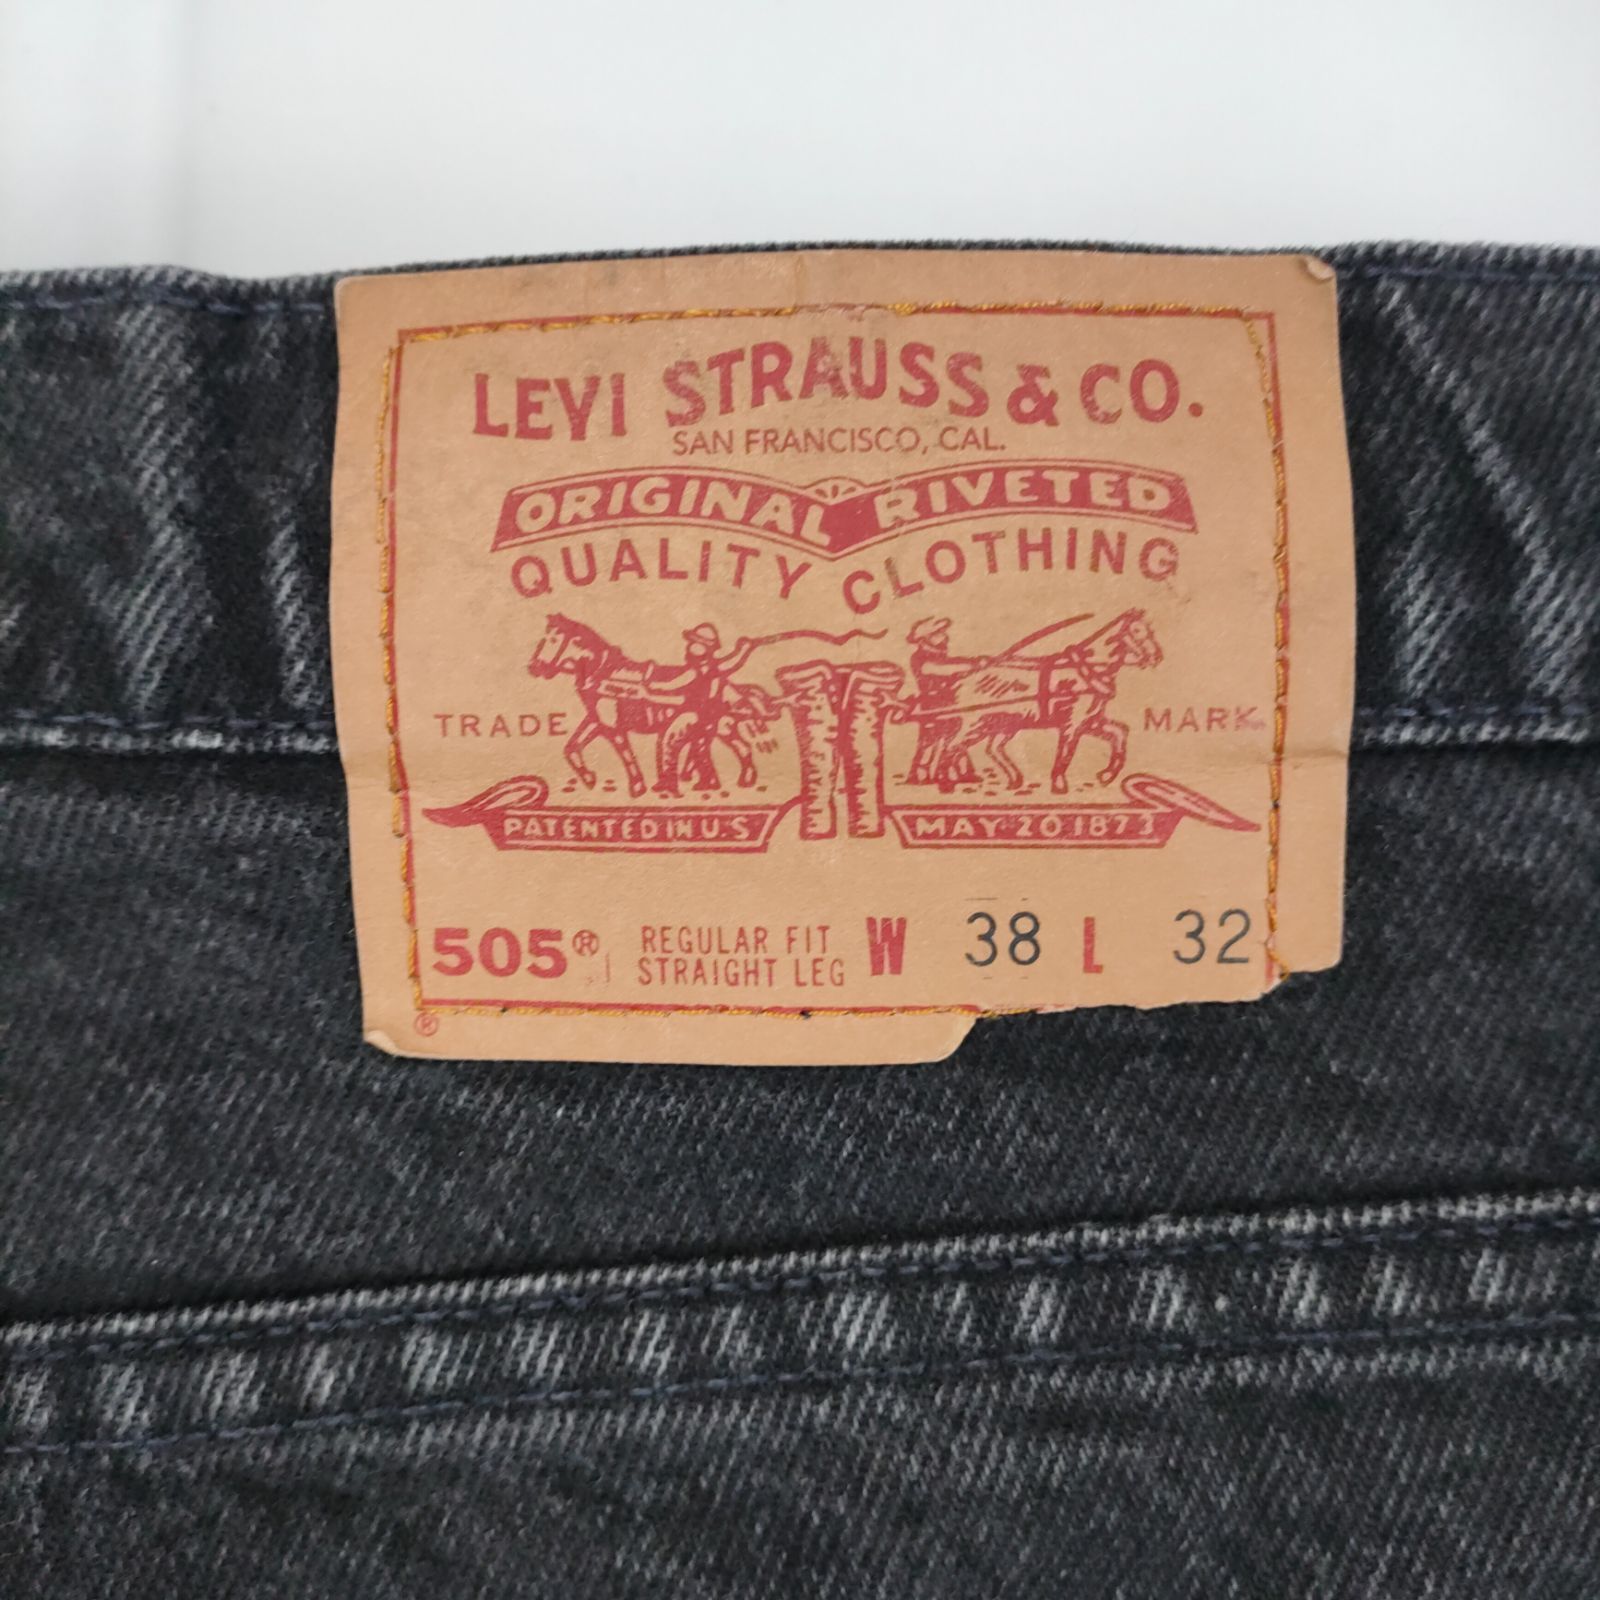 LEVI STRAUSS & CO.
SAN FRANCISCO, CAL.
ORIGINAL RIVETED
QUALITY CLOTHING
TRADE MARK
PATENTED IN U.S
MAY 20 1873
505® REGULAR FIT W 38 L 32
STRAIGHT LEG
®